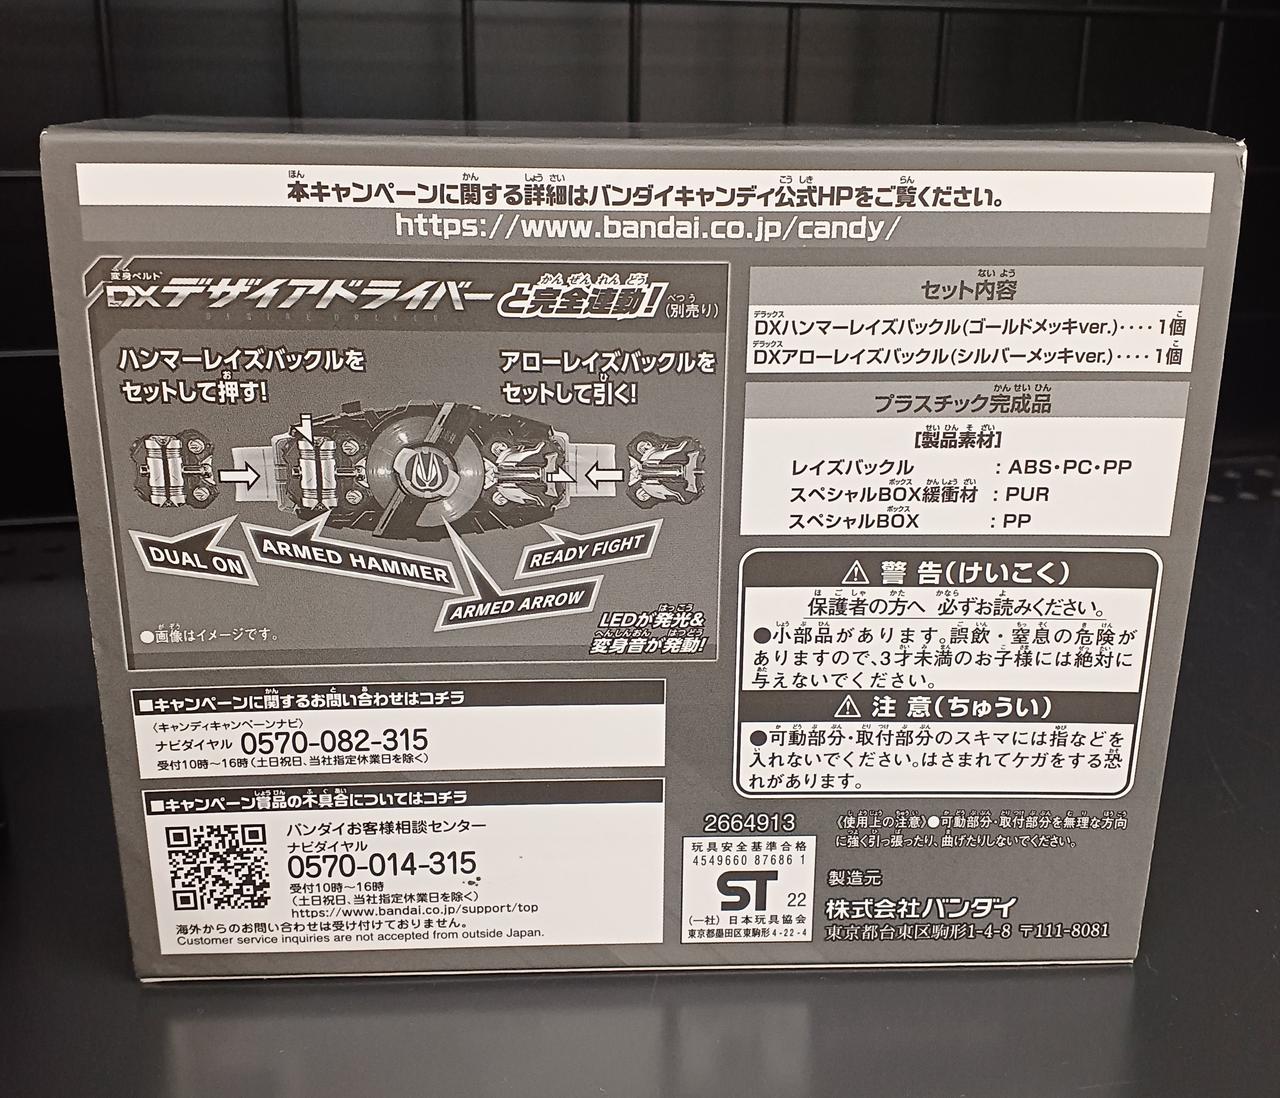 本キャンペーンに関する詳細はバンダイキャンディ公式HPをご覧ください。
https://www.bandai.co.jp/candy/
変身ベルト
DXデザイアドライバーと完全連動!(別売り)
DESIRE DRIVER
ハンマーレイズバックルを
セットして押す!
アローレイズバックルを
セットして引く!
DUAL ON
ARMED HAMMER
READY FIGHT
ARMED ARROW
●画像はイメージです。
LEDが発光&
変身音が発動!
■キャンペーンに関するお問い合わせはコチラ
〈キャンディキャンペーンナビ〉
ナビダイヤル 0570-082-315
受付10時〜16時(土日祝日、当社指定休業日を除く)
■キャンペーン賞品の不具合についてはコチラ
バンダイお客様相談センター
ナビダイヤル
0570-014-315
受付10時〜16時
(土日祝日、当社指定休業日を除く)
https://www.bandai.co.jp/support/top
海外からのお問い合わせは受け付けておりません。
Customer service inquiries are not accepted from outside Japan.
セット内容
DXハンマーレイズバックル(ゴールドメッキver.)‥‥1個
DXアローレイズバックル(シルバーメッキver.)‥‥1個
プラスチック完成品
[製品素材]
レイズバックル :ABS・PC・PP
スペシャルBOX緩衝材 :PUR
スペシャルBOX :PP
⚠ 警告(けいこく)
保護者の方へ 必ずお読みください。
●小部品があります。誤飲・窒息の危険が
ありますので、3才未満のお子様には絶対に
与えないでください。
⚠ 注意(ちゅうい)
●可動部分・取付部分のスキマには指などを
入れないでください。はさまれてケガをする恐
れがあります。
2664913
玩具安全基準合格
4549660 87686 1
ST 22
(一社)日本玩具協会
東京都墨田区東駒形4-22-4
〈使用上の注意〉●可動部分・取付部分を無理な方向
に強く引っ張ったり、曲げたりしないでください。
製造元
株式会社バンダイ
東京都台東区駒形1-4-8 〒111-8081